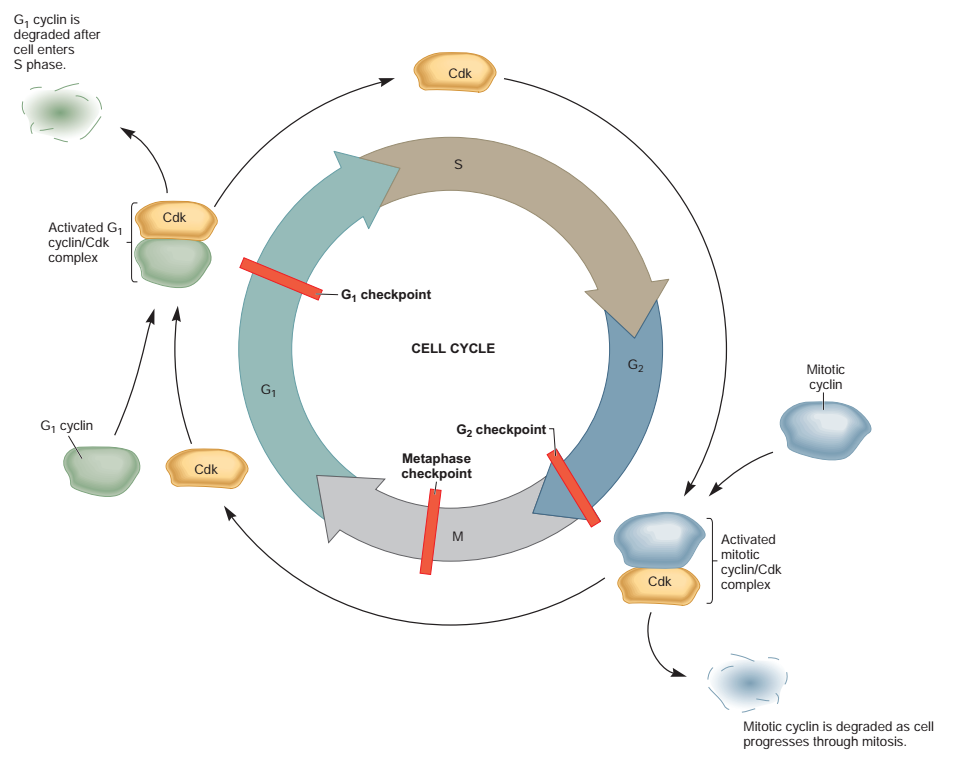 G₁ cyclin is
degraded after
cell enters
S phase.
Cdk
S
Cdk
Activated G₁
cyclin/Cdk
complex
G₁ checkpoint
CELL CYCLE
G₂
Mitotic
cyclin
G₁
G₁ cyclin
G₂ checkpoint
Metaphase
checkpoint
Cdk
M
Activated
mitotic
cyclin/Cdk
complex
Cdk
Mitotic cyclin is degraded as cell
progresses through mitosis.